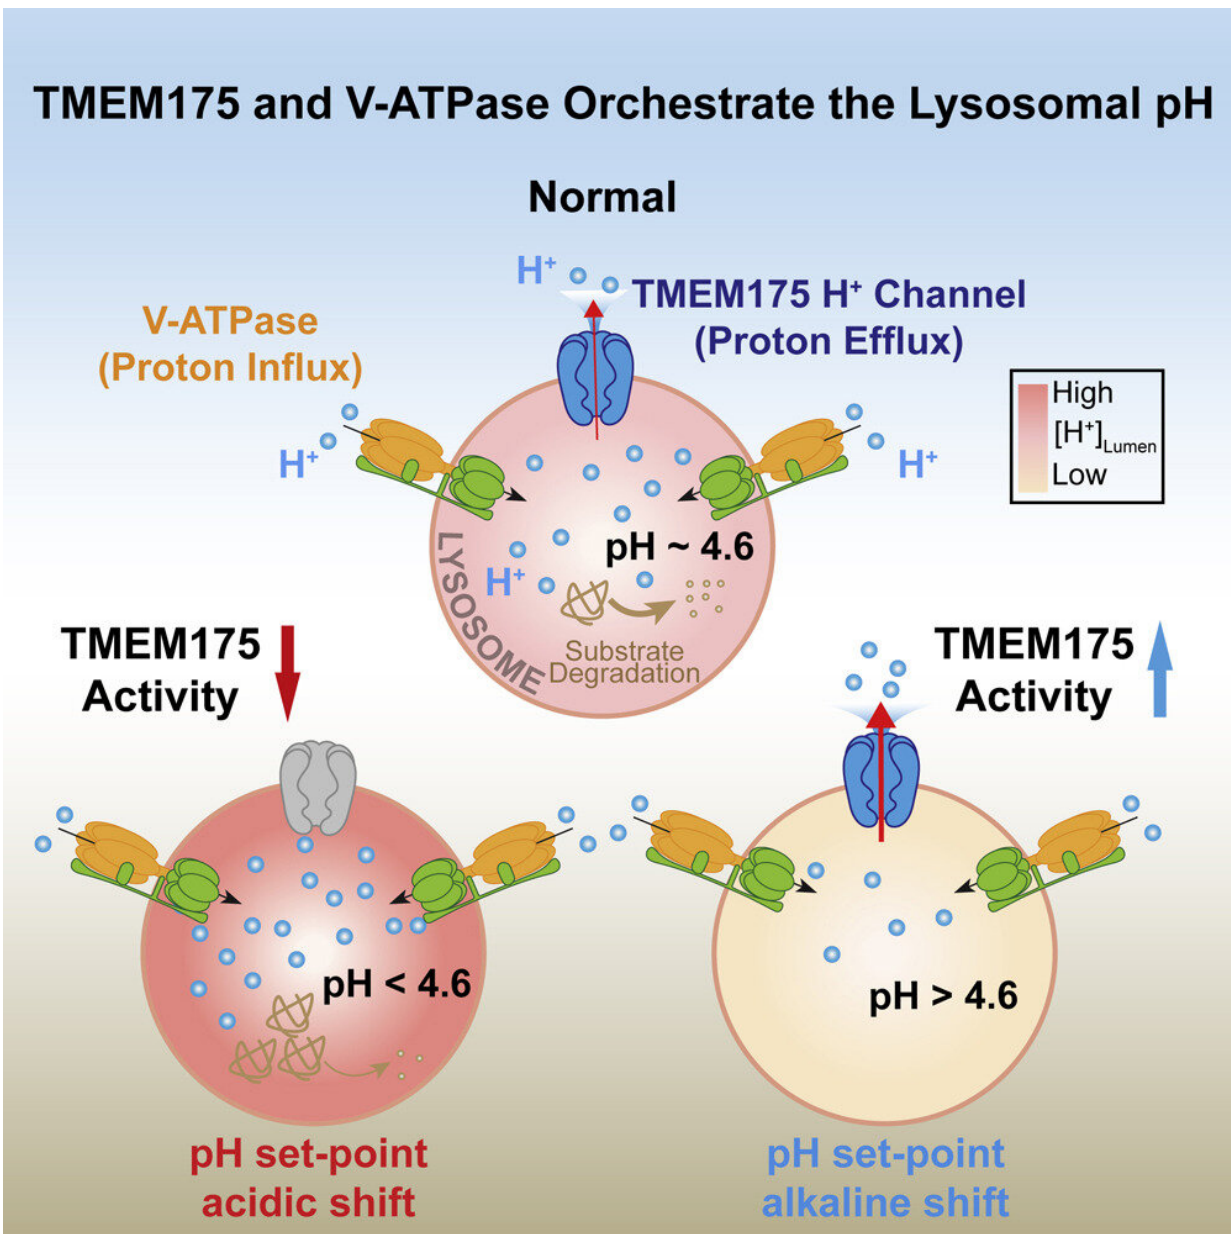 TMEM175 and V-ATPase Orchestrate the Lysosomal pH
Normal
H⁺
TMEM175 H⁺ Channel
(Proton Efflux)
V-ATPase
(Proton Influx)
High
[H⁺]Lumen
Low
H⁺
H⁺
pH ~ 4.6
H⁺
LYSOSOME
Substrate
Degradation
TMEM175
Activity
TMEM175
Activity
pH < 4.6
pH > 4.6
pH set-point
acidic shift
pH set-point
alkaline shift